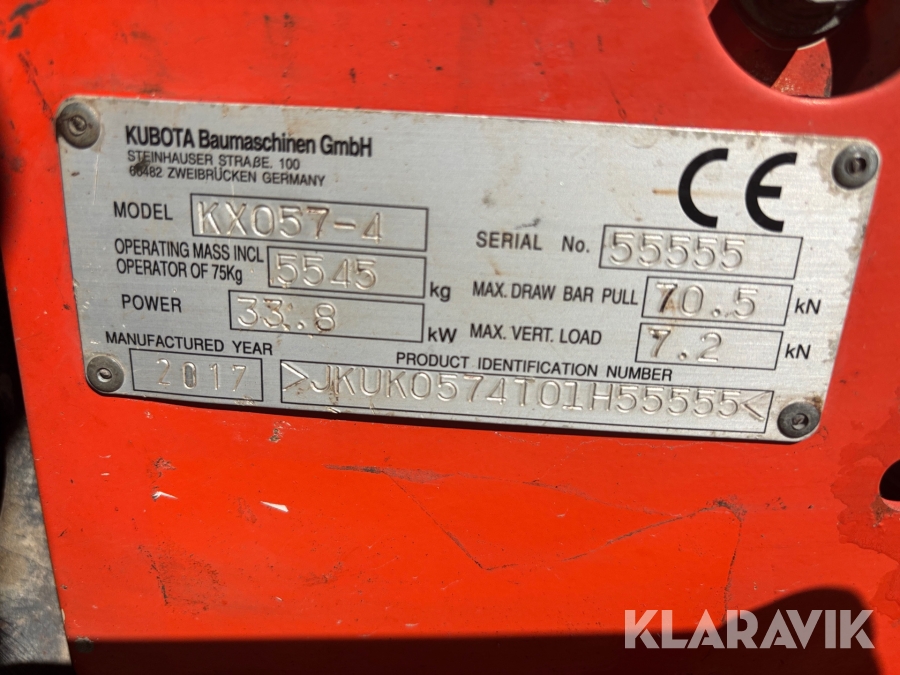 KUBOTA Baumaschinen GmbH
STEINHAUSER STRAßE. 100
66482 ZWEIBRÜCKEN GERMANY
CE
MODEL KX057-4
SERIAL No. 55555
OPERATING MASS INCL
OPERATOR OF 75Kg 5545 kg
MAX. DRAW BAR PULL 70.5 kN
POWER 33.8 kW
MAX. VERT. LOAD 7.2 kN
MANUFACTURED YEAR
2017
PRODUCT IDENTIFICATION NUMBER
>JKUK0574T01H55555<
KLARAVIK